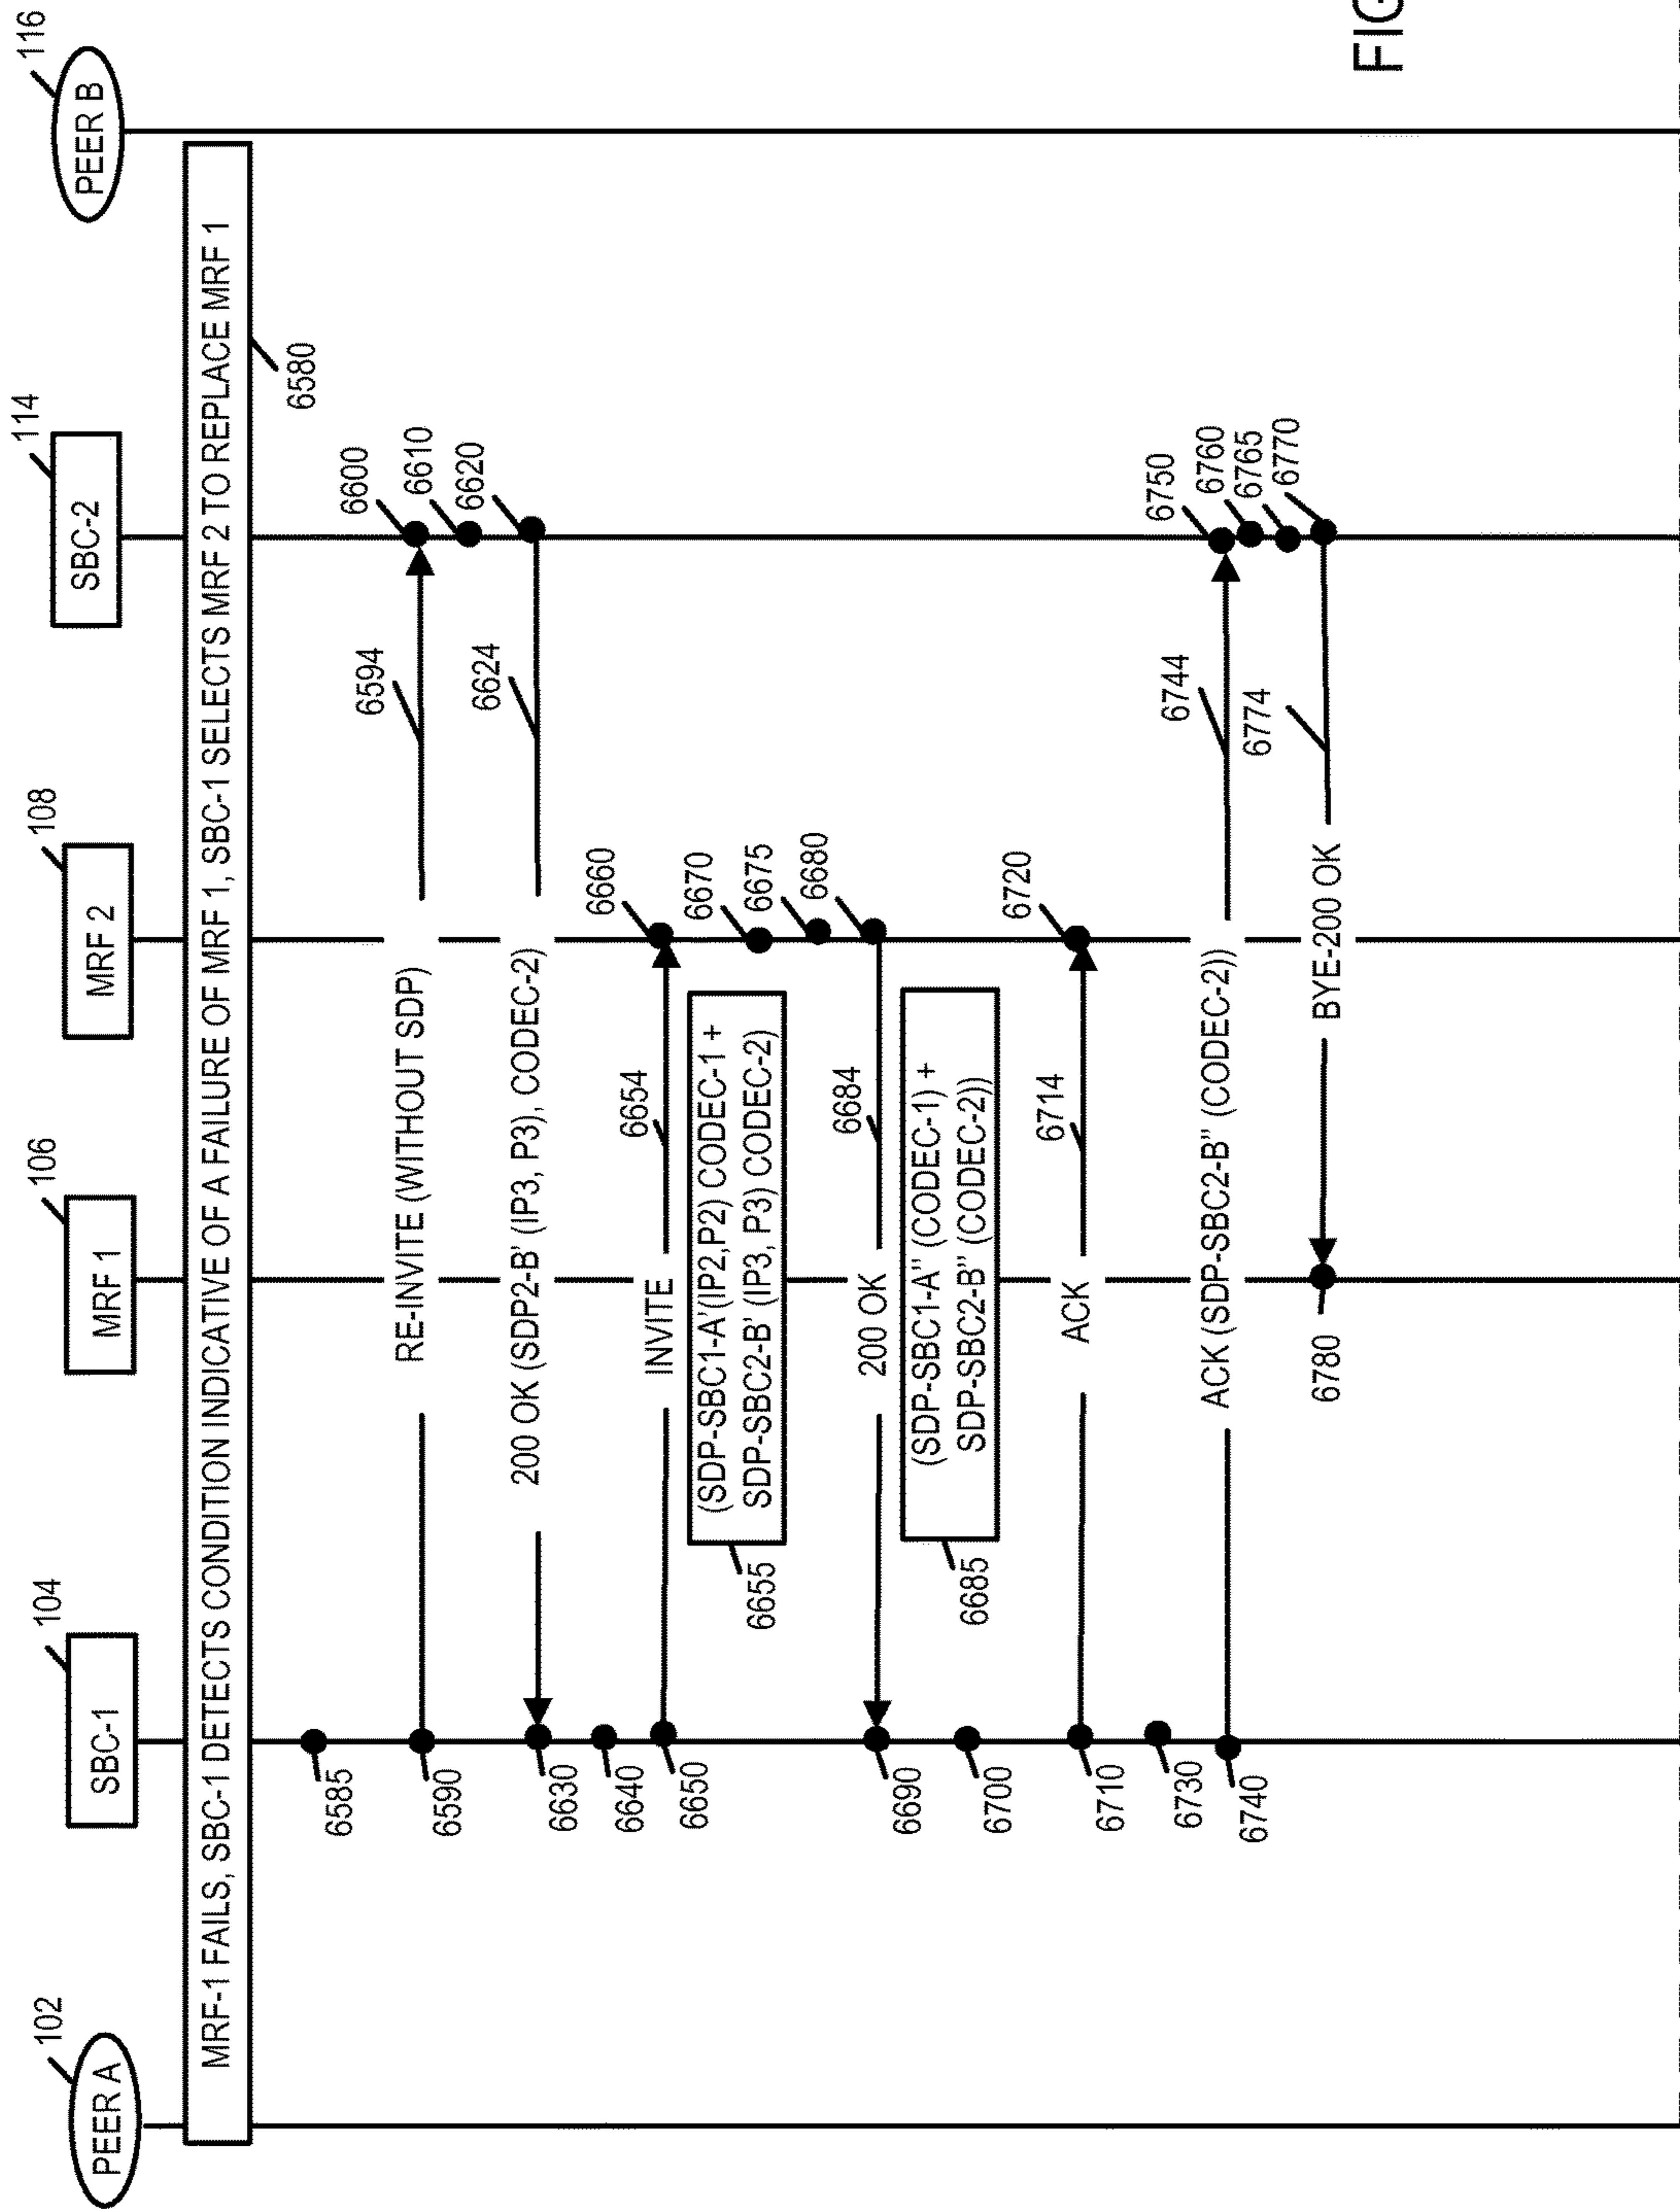 102
104
106
108
114
116
PEER A
SBC-1
MRF 1
MRF 2
SBC-2
PEER B
MRF-1 FAILS, SBC-1 DETECTS CONDITION INDICATIVE OF A FAILURE OF MRF 1, SBC-1 SELECTS MRF 2 TO REPLACE MRF 1
6580
6585
6590
RE-INVITE (WITHOUT SDP)
6594
6600
6610
6620
6624
200 OK (SDP2-B' (IP3, P3), CODEC-2)
6630
6640
6650
INVITE
6654
6660
(SDP-SBC1-A'(IP2,P2) CODEC-1 +
SDP-SBC2-B' (IP3, P3) CODEC-2)
6655
6670
6675
6680
6684
200 OK
6690
(SDP-SBC1-A" (CODEC-1) +
SDP-SBC2-B" (CODEC-2))
6685
6700
6710
ACK
6714
6720
6730
6740
ACK (SDP-SBC2-B" (CODEC-2))
6744
6750
6760
6765
6770
6774
BYE-200 OK
6780
FIG